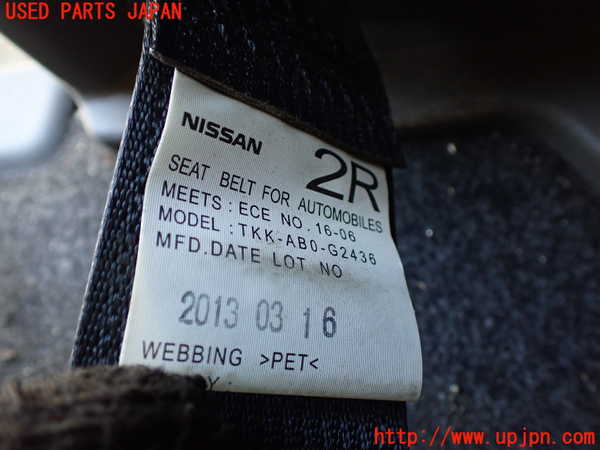 USED PARTS JAPAN
NISSAN
2R
SEAT BELT FOR AUTOMOBILES
MEETS:ECE NO.16-06
MODEL:TKK-AB0-G2436
MFD.DATE LOT NO
2013 03 16
WEBBING >PET<
http://www.upjpn.com/